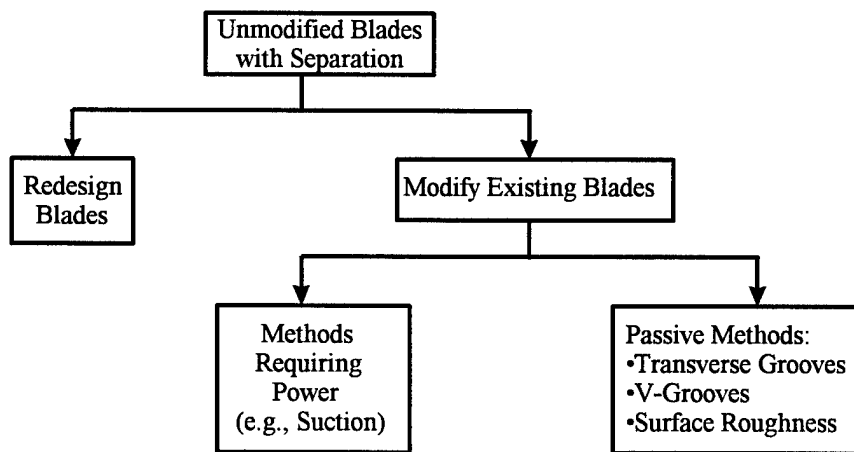 Unmodified Blades
with Separation
Redesign
Blades
Modify Existing Blades
Methods
Requiring
Power
(e.g., Suction)
Passive Methods:
•Transverse Grooves
•V-Grooves
•Surface Roughness